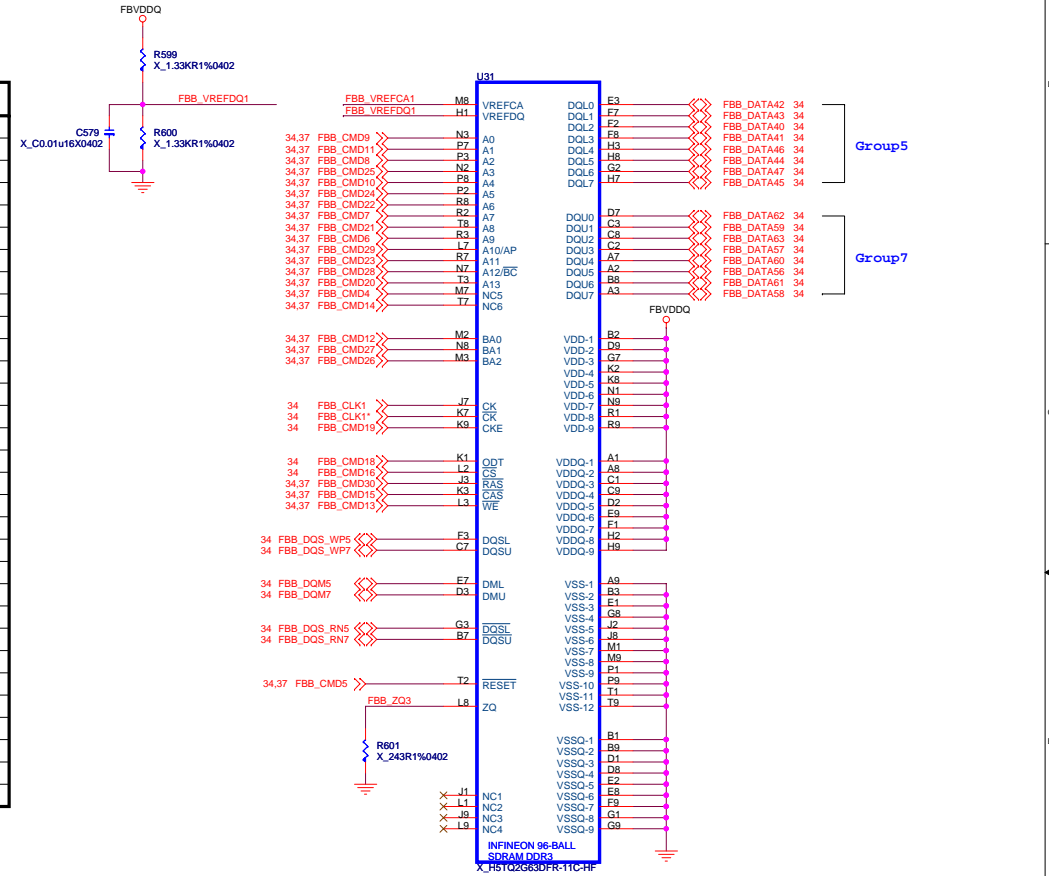 FBVDDQ
R599
X_1.33KR1%0402
FBB_VREFDQ1
C579
X_C0.01u16X0402
R600
X_1.33KR1%0402
U31
FBB_VREFCA1 M8 VREFCA
FBB_VREFDQ1 H1 VREFDQ
34,37 FBB_CMD9 N3 A0
34,37 FBB_CMD11 P7 A1
34,37 FBB_CMD8 P3 A2
34,37 FBB_CMD25 N2 A3
34,37 FBB_CMD10 P8 A4
34,37 FBB_CMD24 P2 A5
34,37 FBB_CMD22 R8 A6
34,37 FBB_CMD7 R2 A7
34,37 FBB_CMD21 T8 A8
34,37 FBB_CMD6 R3 A9
34,37 FBB_CMD29 L7 A10/AP
34,37 FBB_CMD23 R7 A11
34,37 FBB_CMD28 N7 A12/BC
34,37 FBB_CMD20 T3 A13
34,37 FBB_CMD4 M7 NC5
34,37 FBB_CMD14 T7 NC6
34,37 FBB_CMD12 M2 BA0
34,37 FBB_CMD27 N8 BA1
34,37 FBB_CMD26 M3 BA2
34 FBB_CLK1 J7 CK
34 FBB_CLK1* K7 CK
34 FBB_CMD19 K9 CKE
34 FBB_CMD18 K1 ODT
34 FBB_CMD16 L2 CS
34,37 FBB_CMD30 J3 RAS
34,37 FBB_CMD15 K3 CAS
34,37 FBB_CMD13 L3 WE
34 FBB_DQS_WP5 F3 DQSL
34 FBB_DQS_WP7 C7 DQSU
34 FBB_DQM5 E7 DML
34 FBB_DQM7 D3 DMU
34 FBB_DQS_RN5 G3 DQSL
34 FBB_DQS_RN7 B7 DQSU
34,37 FBB_CMD5 T2 RESET
FBB_ZQ3 L8 ZQ
R601
X_243R1%0402
J1 NC1
L1 NC2
J9 NC3
L9 NC4
DQL0 E3 FBB_DATA42 34
DQL1 F7 FBB_DATA43 34
DQL2 F2 FBB_DATA40 34
DQL3 F8 FBB_DATA41 34
DQL4 H3 FBB_DATA46 34
DQL5 H8 FBB_DATA44 34
DQL6 G2 FBB_DATA47 34
DQL7 H7 FBB_DATA45 34
Group5
DQU0 D7 FBB_DATA62 34
DQU1 C3 FBB_DATA59 34
DQU2 C8 FBB_DATA63 34
DQU3 C2 FBB_DATA57 34
DQU4 A7 FBB_DATA60 34
DQU5 A2 FBB_DATA56 34
DQU6 B8 FBB_DATA61 34
DQU7 A3 FBB_DATA58 34
Group7
FBVDDQ
VDD-1 B2
VDD-2 D9
VDD-3 G7
VDD-4 K2
VDD-5 K8
VDD-6 N1
VDD-7 N9
VDD-8 R1
VDD-9 R9
VDDQ-1 A1
VDDQ-2 A8
VDDQ-3 C1
VDDQ-4 C9
VDDQ-5 D2
VDDQ-6 E9
VDDQ-7 F1
VDDQ-8 H2
VDDQ-9 H9
VSS-1 A9
VSS-2 B3
VSS-3 E1
VSS-4 G8
VSS-5 J2
VSS-6 J8
VSS-7 M1
VSS-8 M9
VSS-9 P1
VSS-10 P9
VSS-11 T1
VSS-12 T9
VSSQ-1 B1
VSSQ-2 B9
VSSQ-3 D1
VSSQ-4 D8
VSSQ-5 E2
VSSQ-6 E8
VSSQ-7 F9
VSSQ-8 G1
VSSQ-9 G9
INFINEON 96-BALL
SDRAM DDR3
X_H5TQ2G63DFR-11C-HF